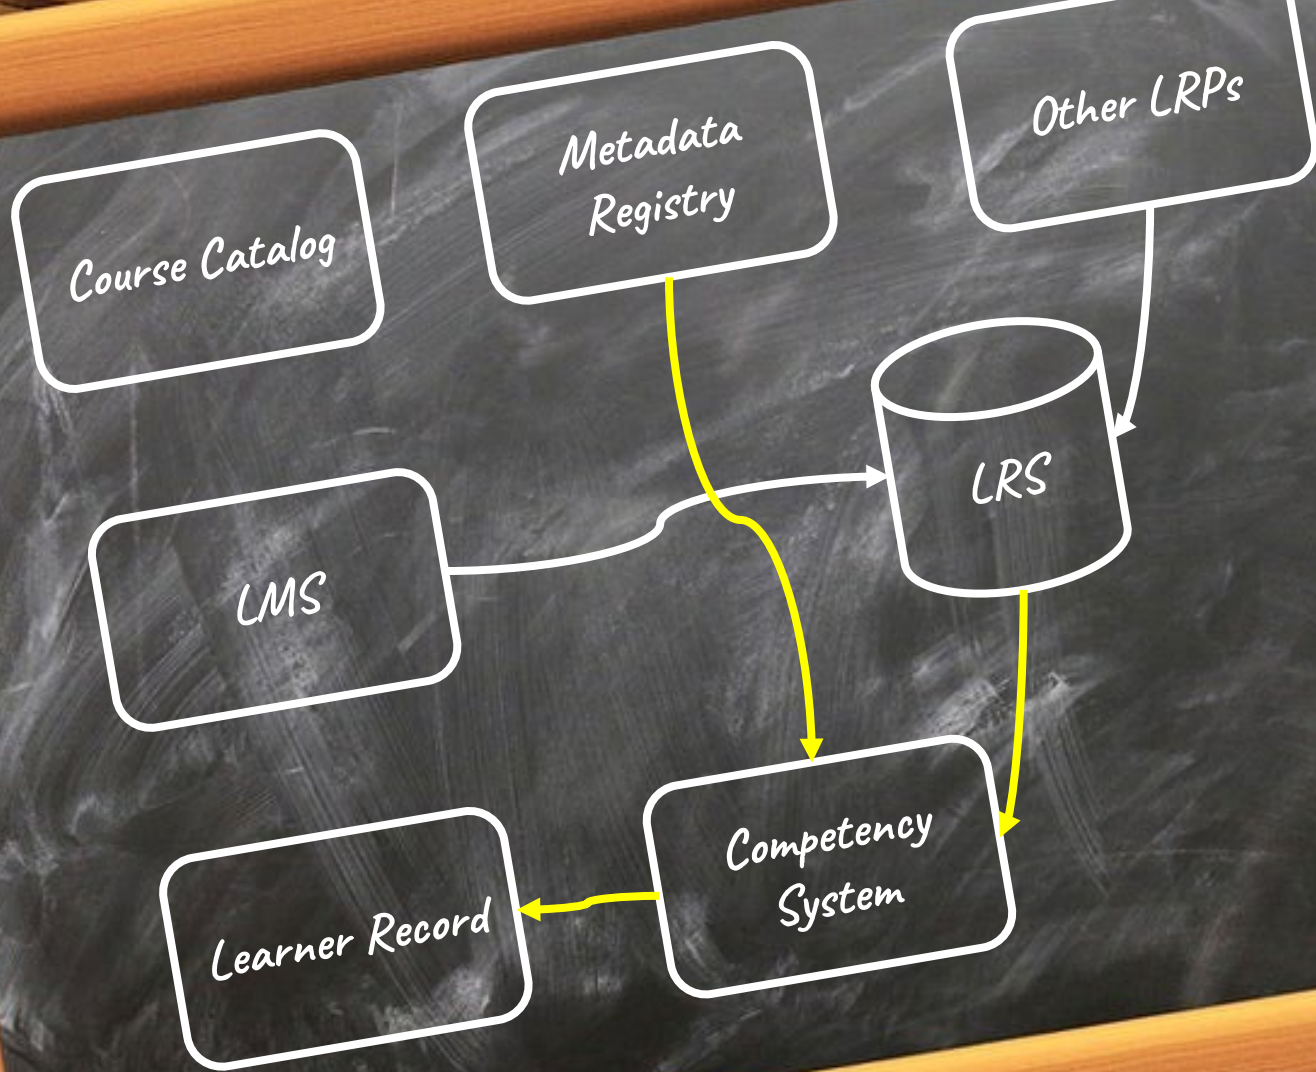 Course Catalog
Metadata
Registry
Other LRPs
LRS
LMS
Competency
System
Learner Record